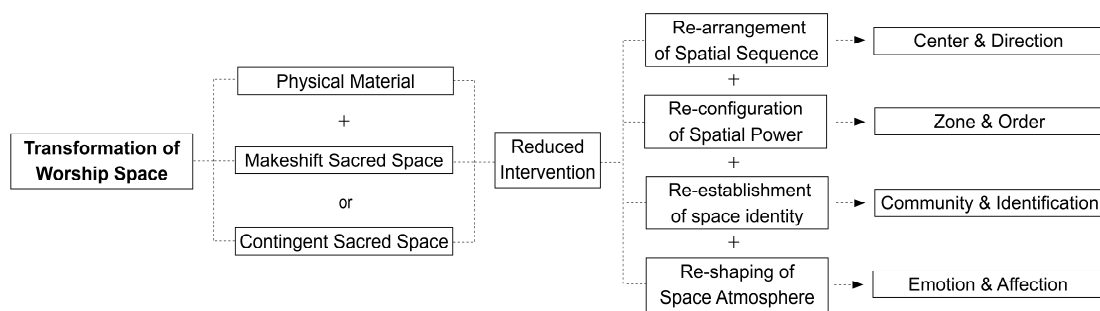 Transformation of
Worship Space
Physical Material
+
Makeshift Sacred Space
or
Contingent Sacred Space
Reduced
Intervention
Re-arrangement
of Spatial Sequence
+
Re-configuration
of Spatial Power
+
Re-establishment
of space identity
+
Re-shaping of
Space Atmosphere
Center & Direction
Zone & Order
Community & Identification
Emotion & Affection